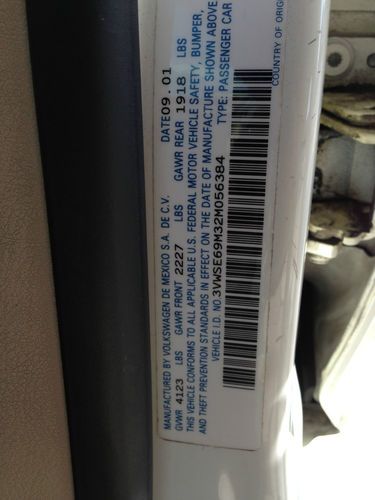 MANUFACTURED BY VOLKSWAGEN DE MEXICO S.A. DE C.V. DATE 09.01
GVWR 4123 LBS GAWR FRONT 2227 LBS GAWR REAR 1918 LBS
THIS VEHICLE CONFORMS TO ALL APPLICABLE U.S. FEDERAL MOTOR VEHICLE SAFETY, BUMPER,
AND THEFT PREVENTION STANDARDS IN EFFECT ON THE DATE OF MANUFACTURE SHOWN ABOVE
VEHICLE I.D. NO. 3VWSE69M32M056384 TYPE: PASSENGER CAR
COUNTRY OF ORIG